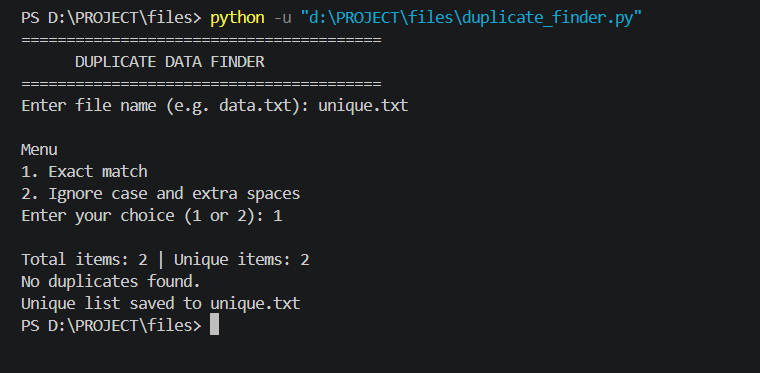 PS D:\PROJECT\files> python -u "d:\PROJECT\files\duplicate_finder.py"
========================================
      DUPLICATE DATA FINDER
========================================
Enter file name (e.g. data.txt): unique.txt

Menu
1. Exact match
2. Ignore case and extra spaces
Enter your choice (1 or 2): 1

Total items: 2 | Unique items: 2
No duplicates found.
Unique list saved to unique.txt
PS D:\PROJECT\files>